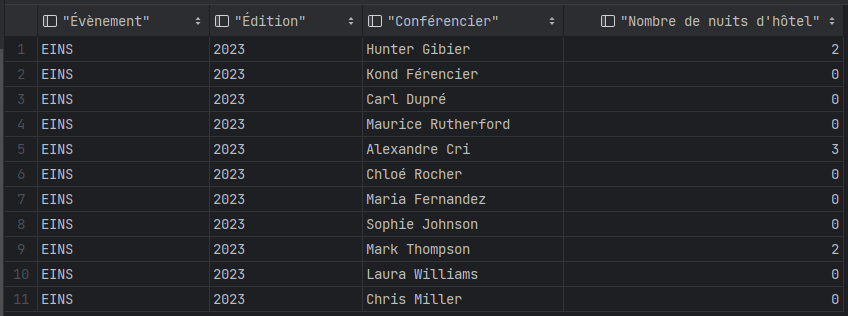 "Évènement" "Édition" "Conférencier" "Nombre de nuits d'hôtel"
1 EINS 2023 Hunter Gibier 2
2 EINS 2023 Kond Férencier 0
3 EINS 2023 Carl Dupré 0
4 EINS 2023 Maurice Rutherford 0
5 EINS 2023 Alexandre Cri 3
6 EINS 2023 Chloé Rocher 0
7 EINS 2023 Maria Fernandez 0
8 EINS 2023 Sophie Johnson 0
9 EINS 2023 Mark Thompson 2
10 EINS 2023 Laura Williams 0
11 EINS 2023 Chris Miller 0